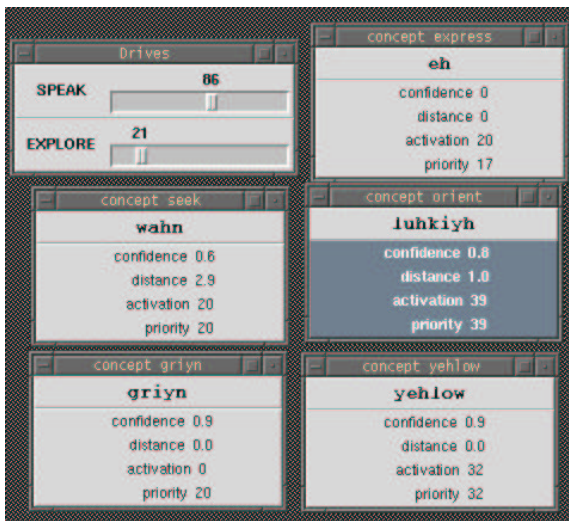 Drives
SPEAK 86
EXPLORE 21
concept express
eh
confidence 0
distance 0
activation 20
priority 17
concept seek
wahn
confidence 0.6
distance 2.9
activation 20
priority 20
concept orient
luhkiyh
confidence 0.8
distance 1.0
activation 39
priority 39
concept griyn
griyn
confidence 0.9
distance 0.0
activation 0
priority 20
concept yehlow
yehlow
confidence 0.9
distance 0.0
activation 32
priority 32